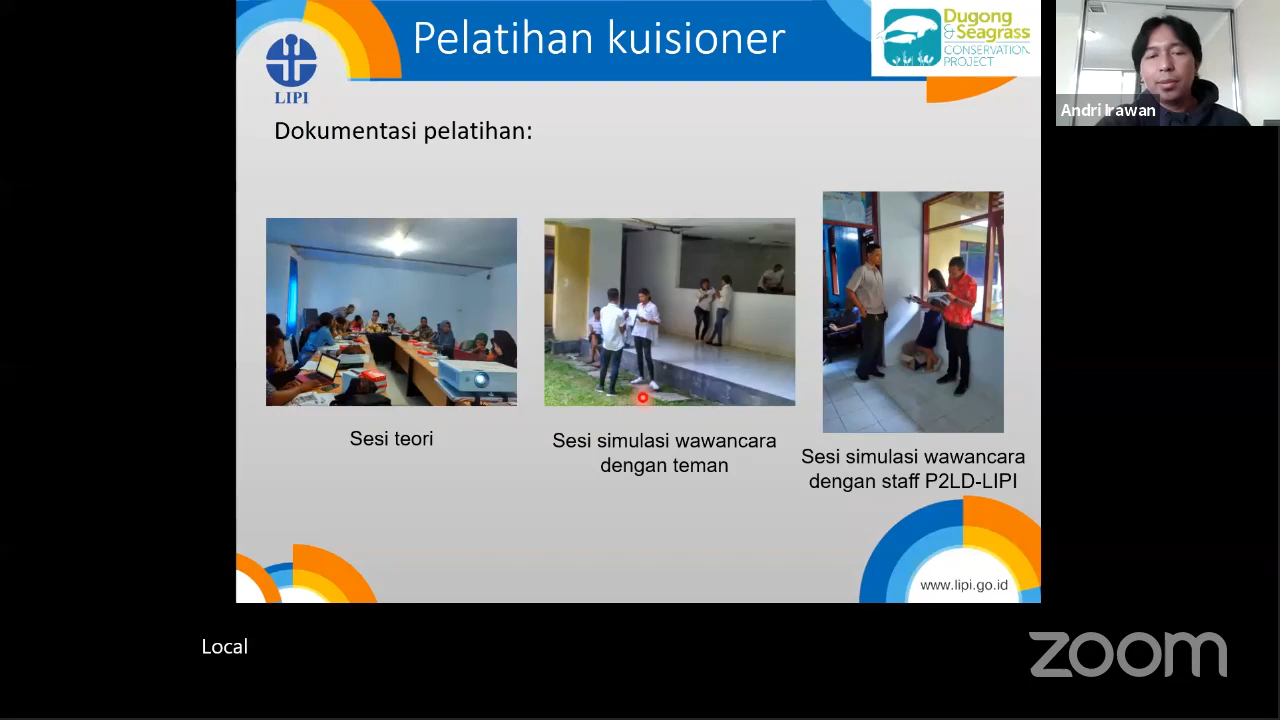 Pelatihan kuisioner
LIPI
Dugong
& Seagrass
CONSERVATION
PROJECT
Andri Irawan
Dokumentasi pelatihan:
Sesi teori
Sesi simulasi wawancara
dengan teman
Sesi simulasi wawancara
dengan staff P2LD-LIPI
www.lipi.go.id
Local
zoom